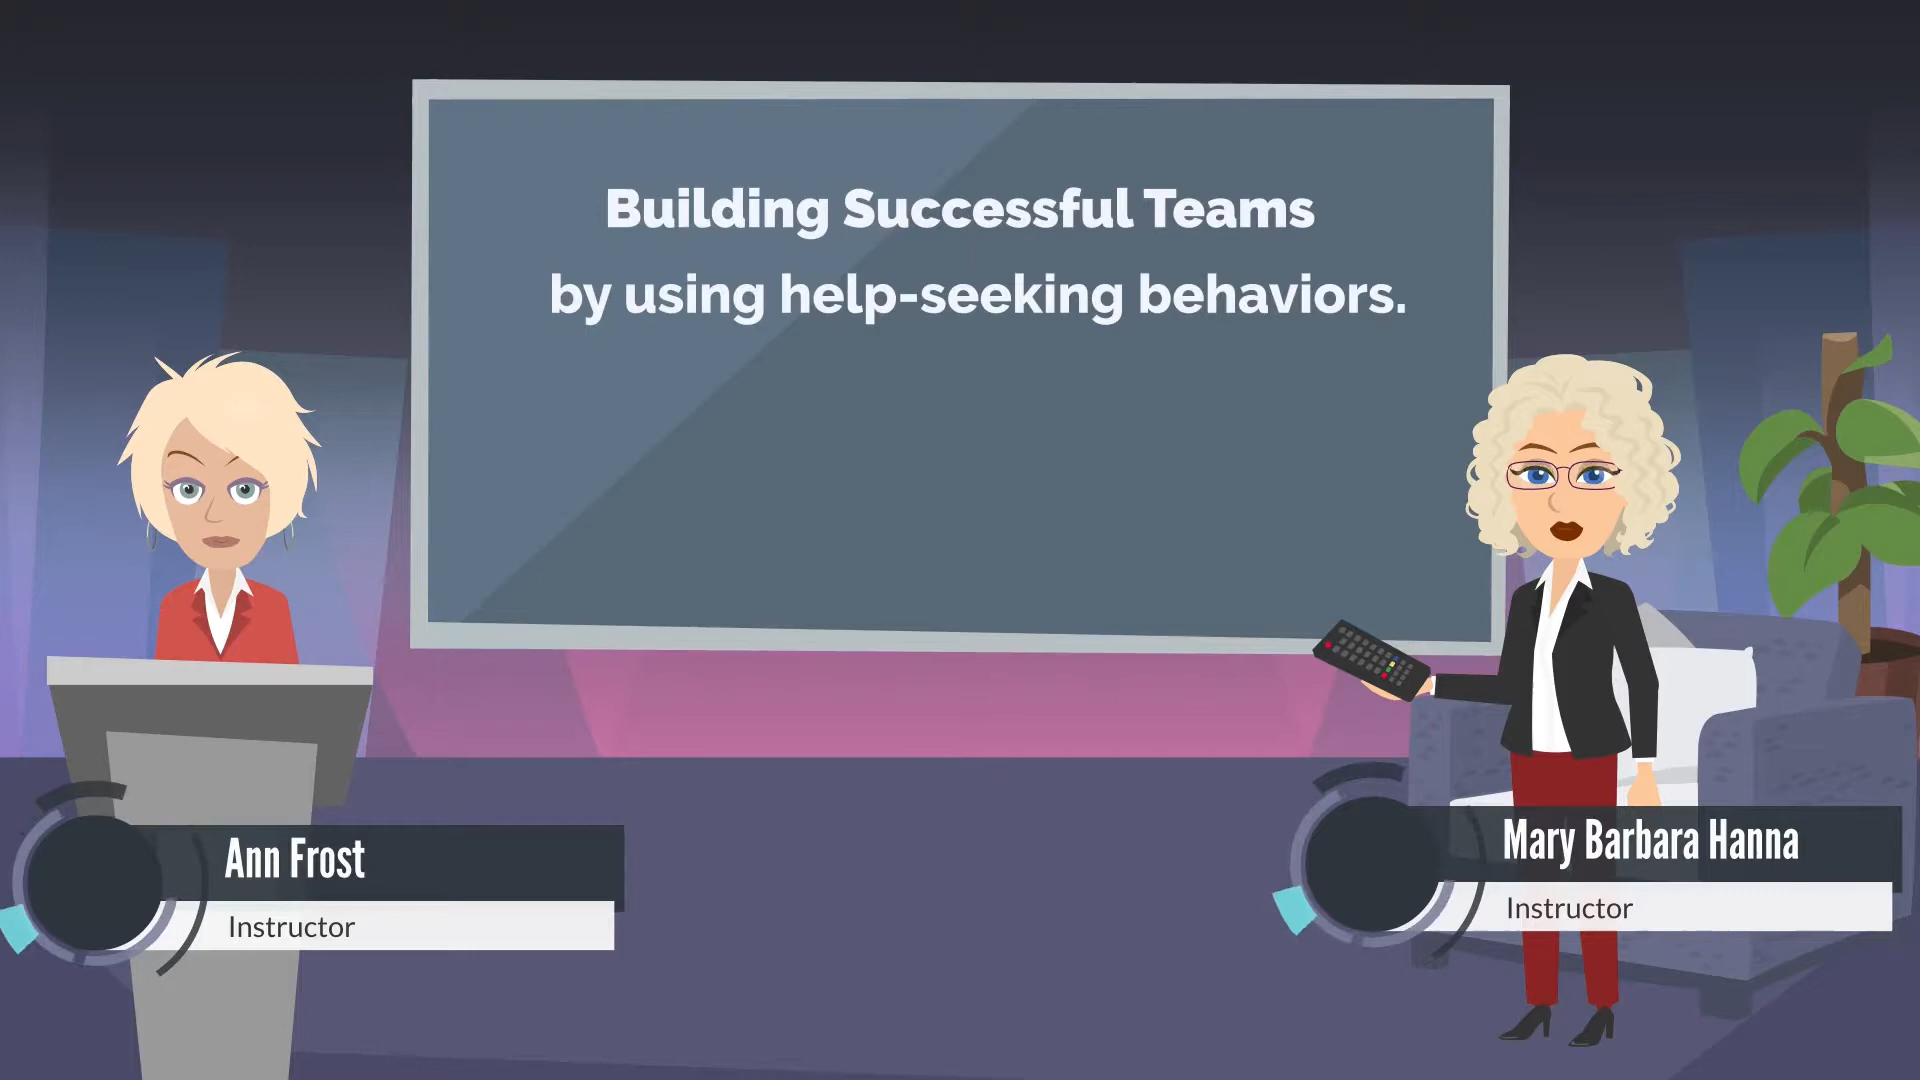 Building Successful Teams
by using help-seeking behaviors.
Ann Frost
Instructor
Mary Barbara Hanna
Instructor